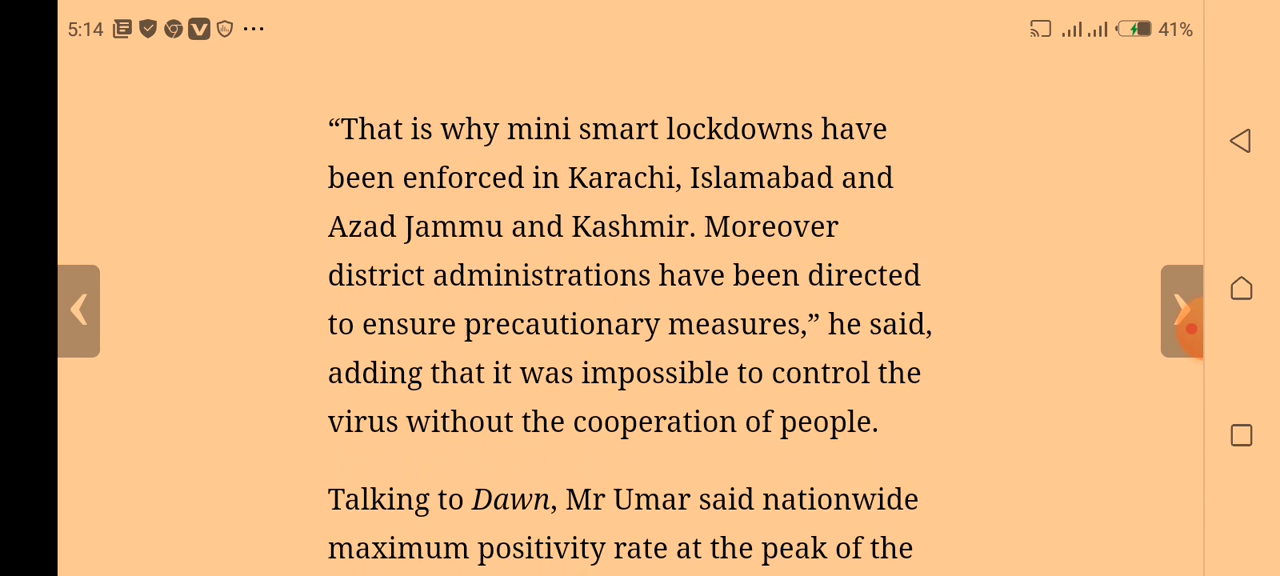 5:14 41%
“That is why mini smart lockdowns have
been enforced in Karachi, Islamabad and
Azad Jammu and Kashmir. Moreover
district administrations have been directed
to ensure precautionary measures,” he said,
adding that it was impossible to control the
virus without the cooperation of people.
Talking to Dawn, Mr Umar said nationwide
maximum positivity rate at the peak of the